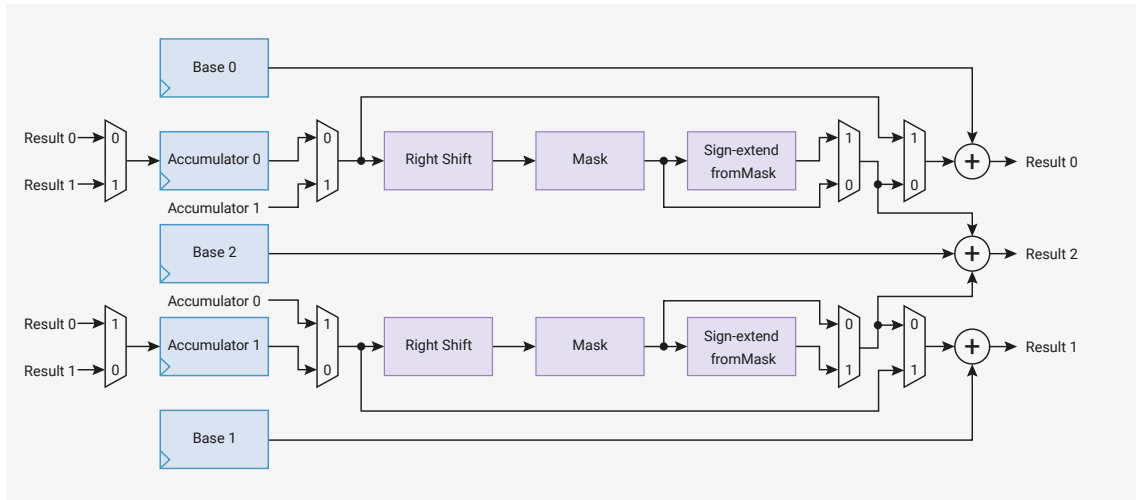 Base 0
Result 0
0
Accumulator 0
0
Right Shift
Mask
Sign-extend
fromMask
1
1
Result 0
Result 1
1
1
0
0
+
Accumulator 1
Base 2
+
Result 2
Accumulator 0
Result 0
1
Accumulator 1
1
Right Shift
Mask
Sign-extend
fromMask
0
0
Result 1
0
0
1
1
+
Result 1
Base 1